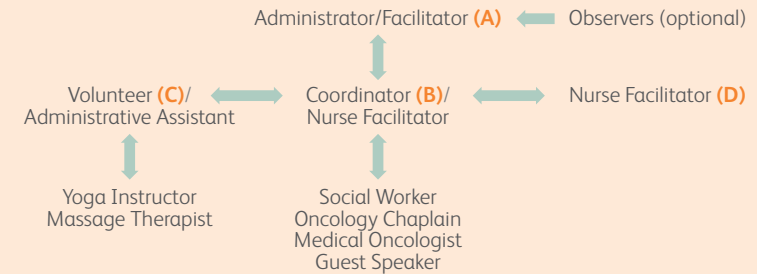 Administrator/Facilitator (A)
Observers (optional)
Volunteer (C)/
Administrative Assistant
Coordinator (B)/
Nurse Facilitator
Nurse Facilitator (D)
Yoga Instructor
Massage Therapist
Social Worker
Oncology Chaplain
Medical Oncologist
Guest Speaker